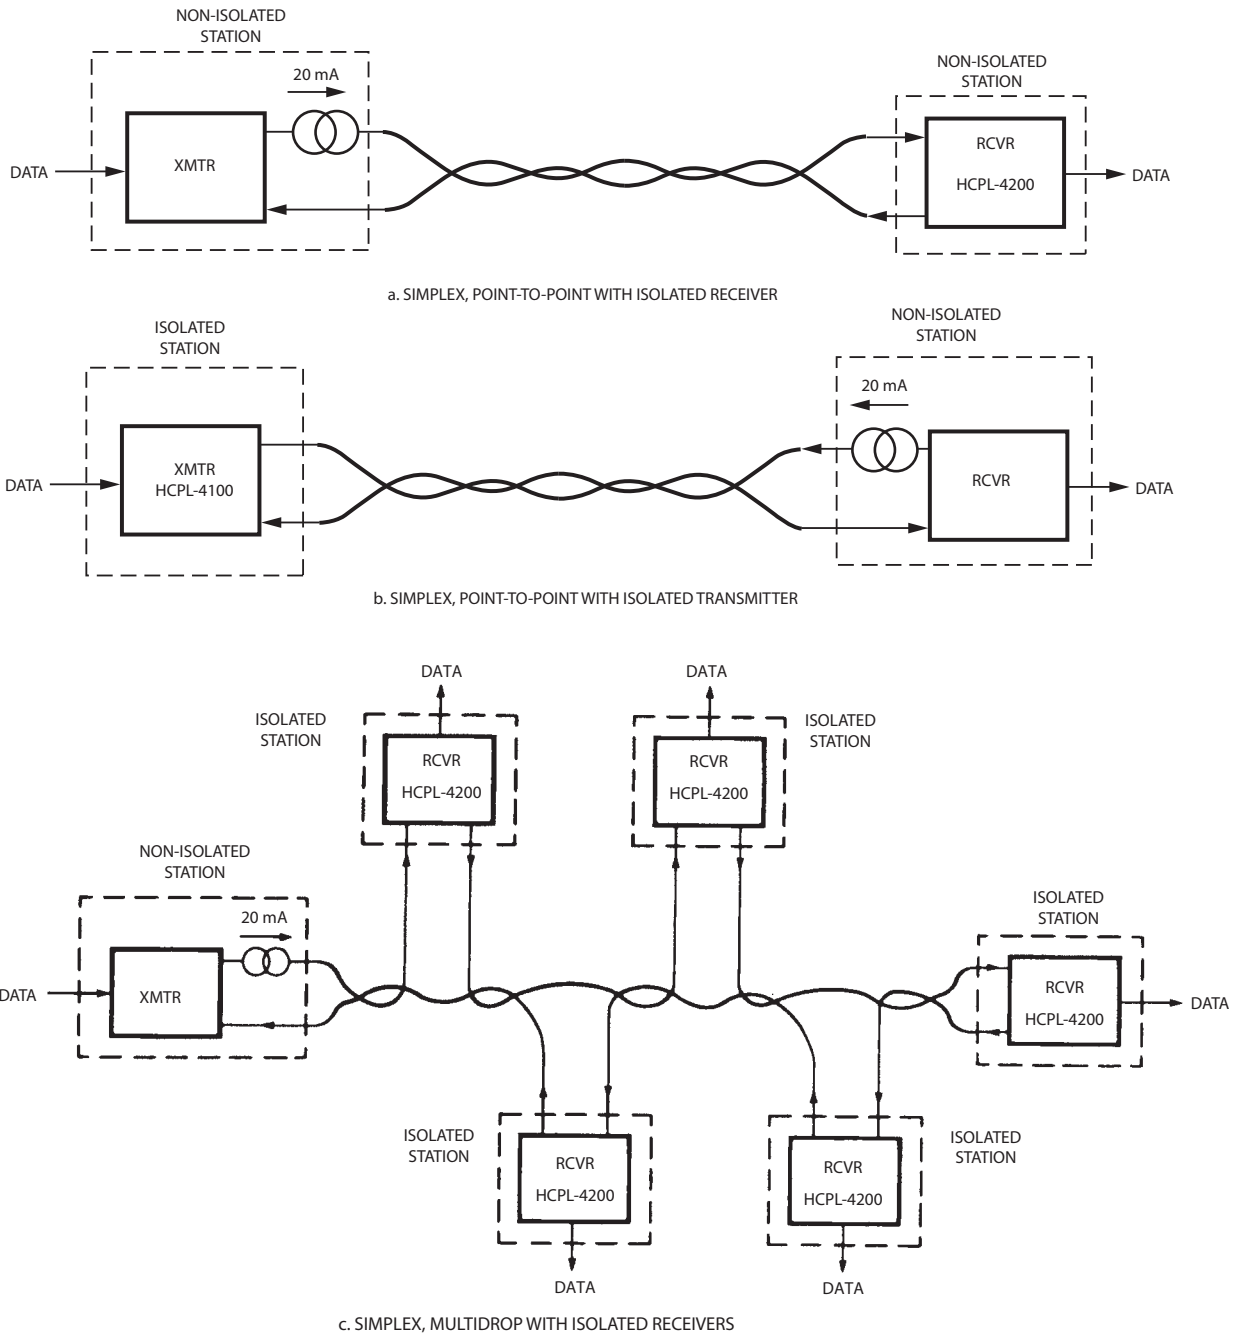 NON-ISOLATED
STATION
20 mA
DATA
XMTR
NON-ISOLATED
STATION
RCVR
HCPL-4200
DATA
a. SIMPLEX, POINT-TO-POINT WITH ISOLATED RECEIVER
ISOLATED
STATION
DATA
XMTR
HCPL-4100
NON-ISOLATED
STATION
20 mA
RCVR
DATA
b. SIMPLEX, POINT-TO-POINT WITH ISOLATED TRANSMITTER
DATA
ISOLATED
STATION
RCVR
HCPL-4200
DATA
ISOLATED
STATION
RCVR
HCPL-4200
NON-ISOLATED
STATION
20 mA
DATA
XMTR
ISOLATED
STATION
RCVR
HCPL-4200
DATA
ISOLATED
STATION
RCVR
HCPL-4200
DATA
ISOLATED
STATION
RCVR
HCPL-4200
DATA
c. SIMPLEX, MULTIDROP WITH ISOLATED RECEIVERS